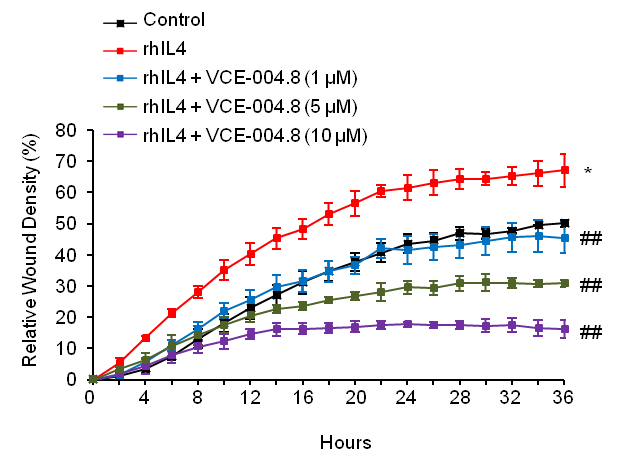 Control
rhIL4
rhIL4 + VCE-004.8 (1 µM)
rhIL4 + VCE-004.8 (5 µM)
rhIL4 + VCE-004.8 (10 µM)
Relative Wound Density (%)
80
70
60
50
40
30
20
10
0
*
##
##
##
0 4 8 12 16 20 24 28 32 36
Hours